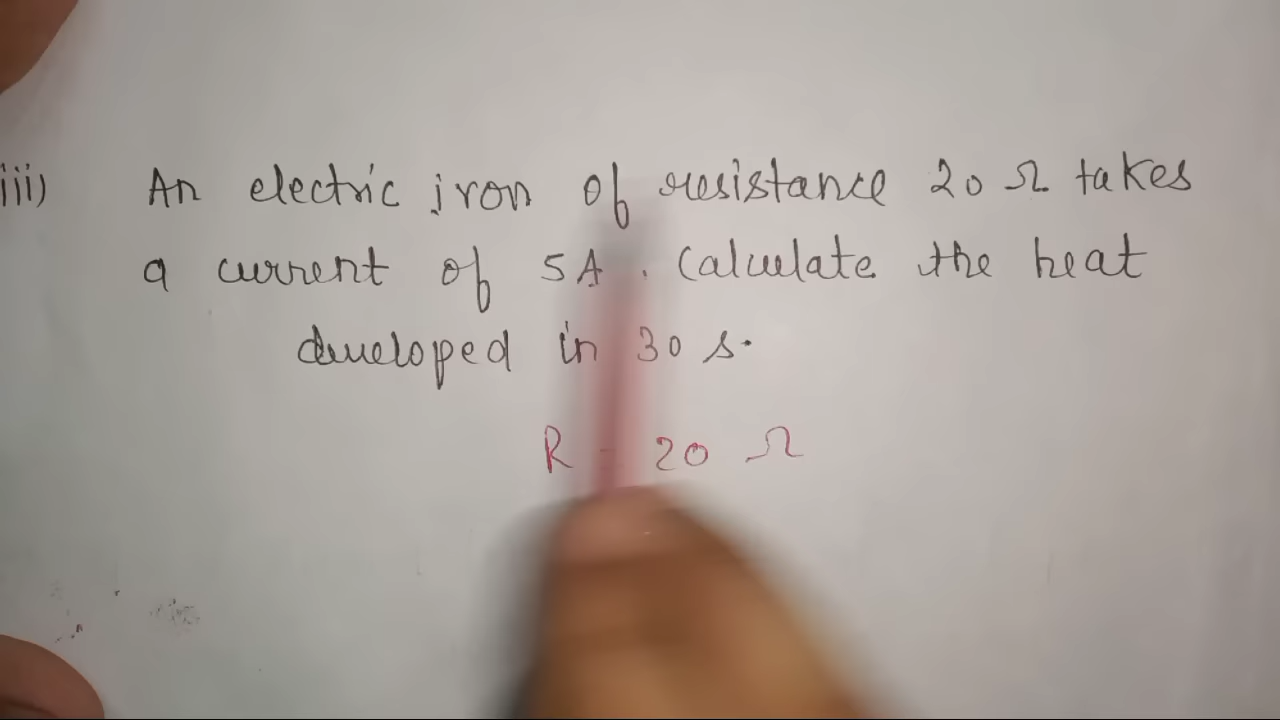 iii) An electric iron of resistance 20 Ω takes
a current of 5A. Calculate the heat
developed in 30 s.
R = 20 Ω